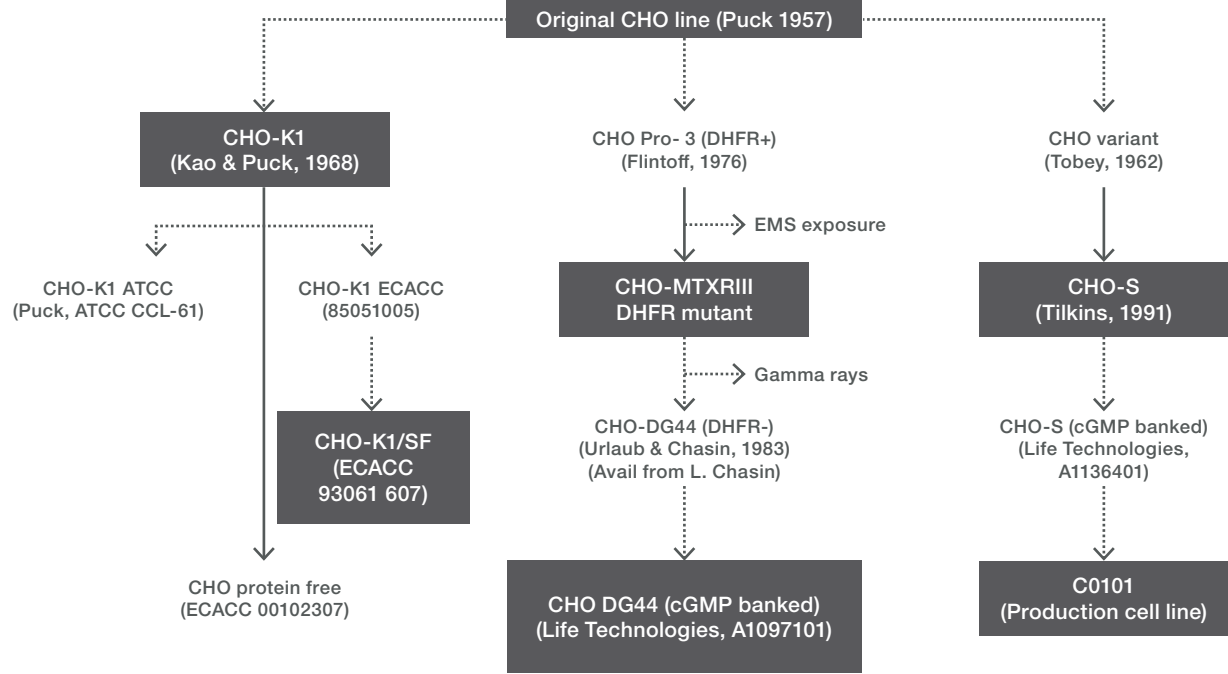 Original CHO line (Puck 1957)
CHO-K1
(Kao & Puck, 1968)
CHO Pro- 3 (DHFR+)
(Flintoff, 1976)
CHO variant
(Tobey, 1962)
EMS exposure
CHO-K1 ATCC
(Puck, ATCC CCL-61)
CHO-K1 ECACC
(85051005)
CHO-MTXRIII
DHFR mutant
CHO-S
(Tilkins, 1991)
Gamma rays
CHO-K1/SF
(ECACC
93061 607)
CHO-DG44 (DHFR-)
(Urlaub & Chasin, 1983)
(Avail from L. Chasin)
CHO-S (cGMP banked)
(Life Technologies,
A1136401)
CHO protein free
(ECACC 00102307)
CHO DG44 (cGMP banked)
(Life Technologies, A1097101)
C0101
(Production cell line)